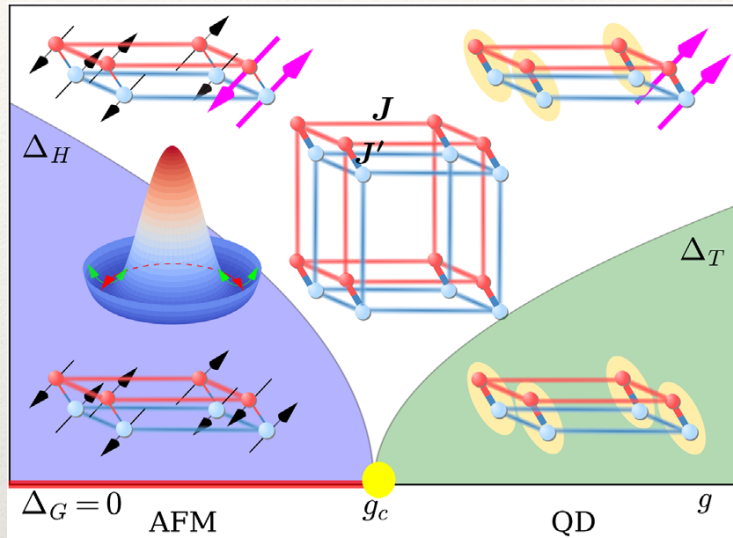 J
J′
Δ_H
Δ_T
Δ_G = 0
g_c
g
AFM
QD